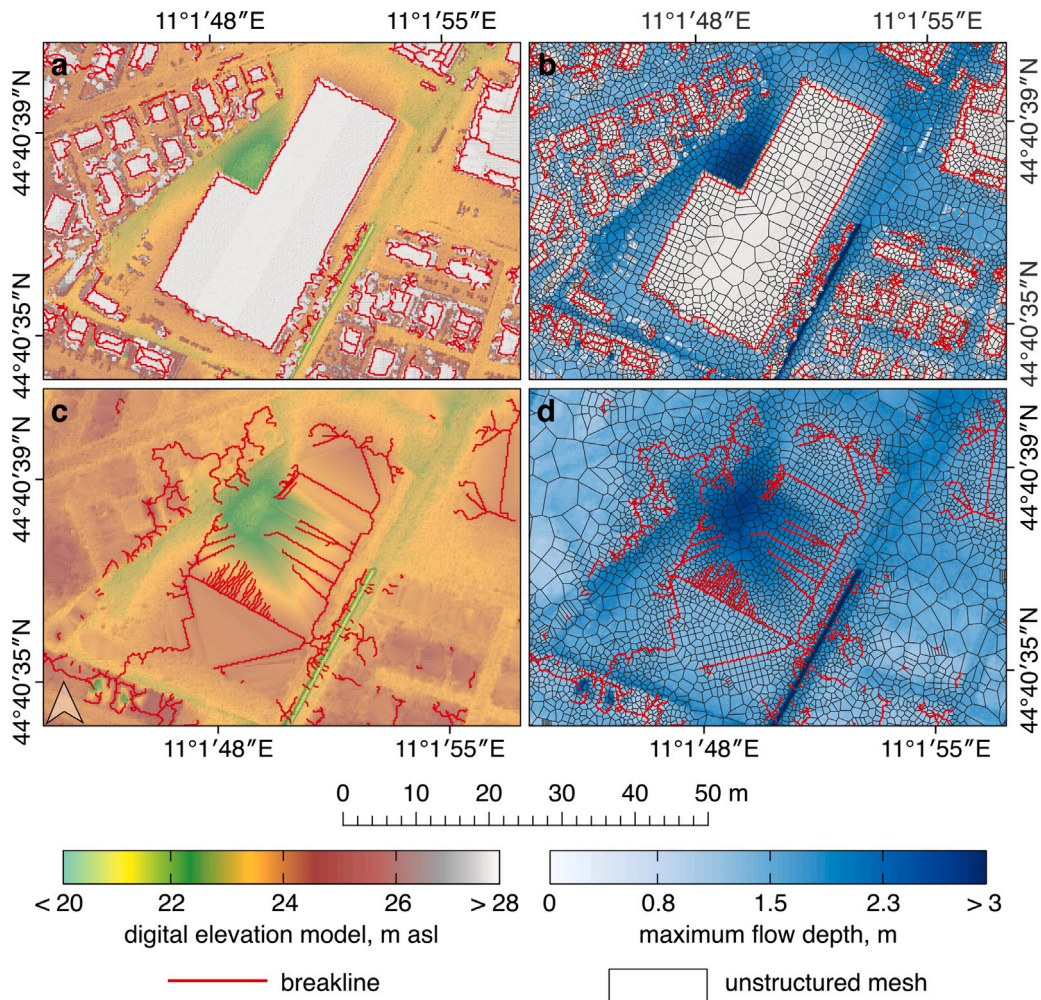 11°1′48″E 11°1′55″E 11°1′48″E 11°1′55″E
a b
44°40′39″N 44°40′39″N
44°40′35″N 44°40′35″N
c d
44°40′39″N 44°40′39″N
44°40′35″N 44°40′35″N
11°1′48″E 11°1′55″E 11°1′48″E 11°1′55″E
0 10 20 30 40 50 m
< 20 22 24 26 > 28
digital elevation model, m asl
0 0.8 1.5 2.3 > 3
maximum flow depth, m
breakline
unstructured mesh